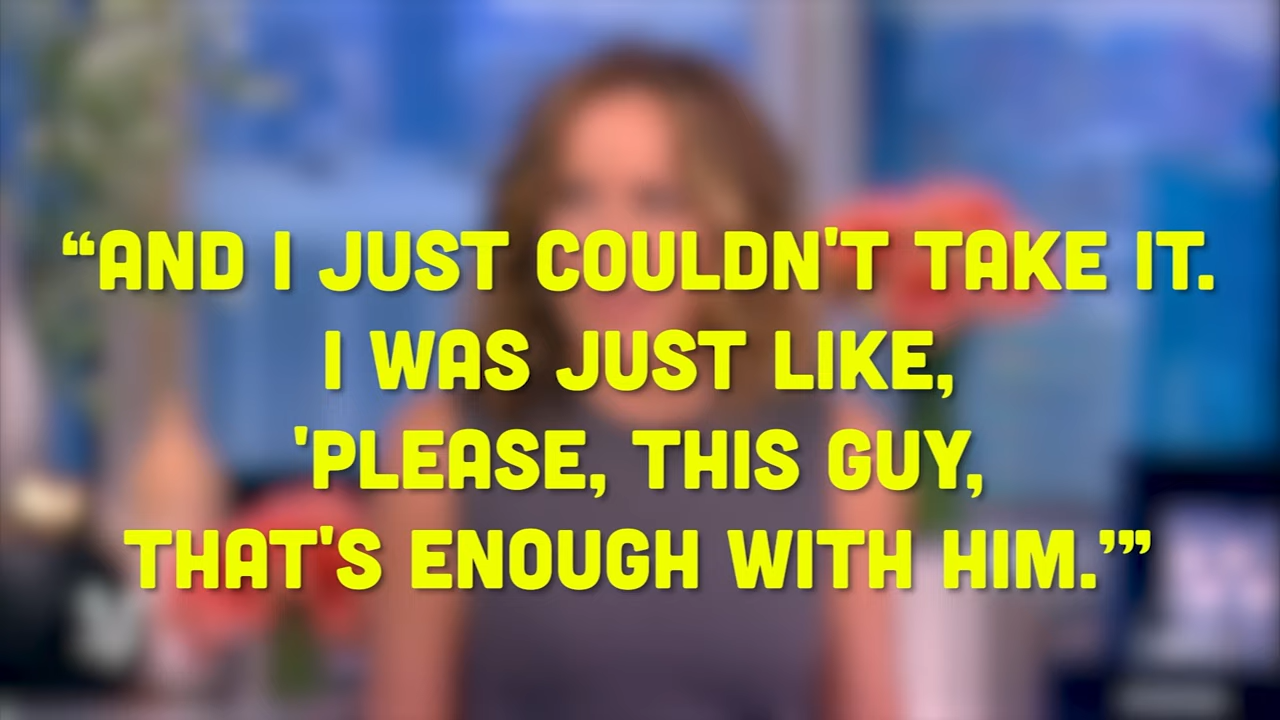 “AND I JUST COULDN'T TAKE IT.
I WAS JUST LIKE,
'PLEASE, THIS GUY,
THAT'S ENOUGH WITH HIM.’”